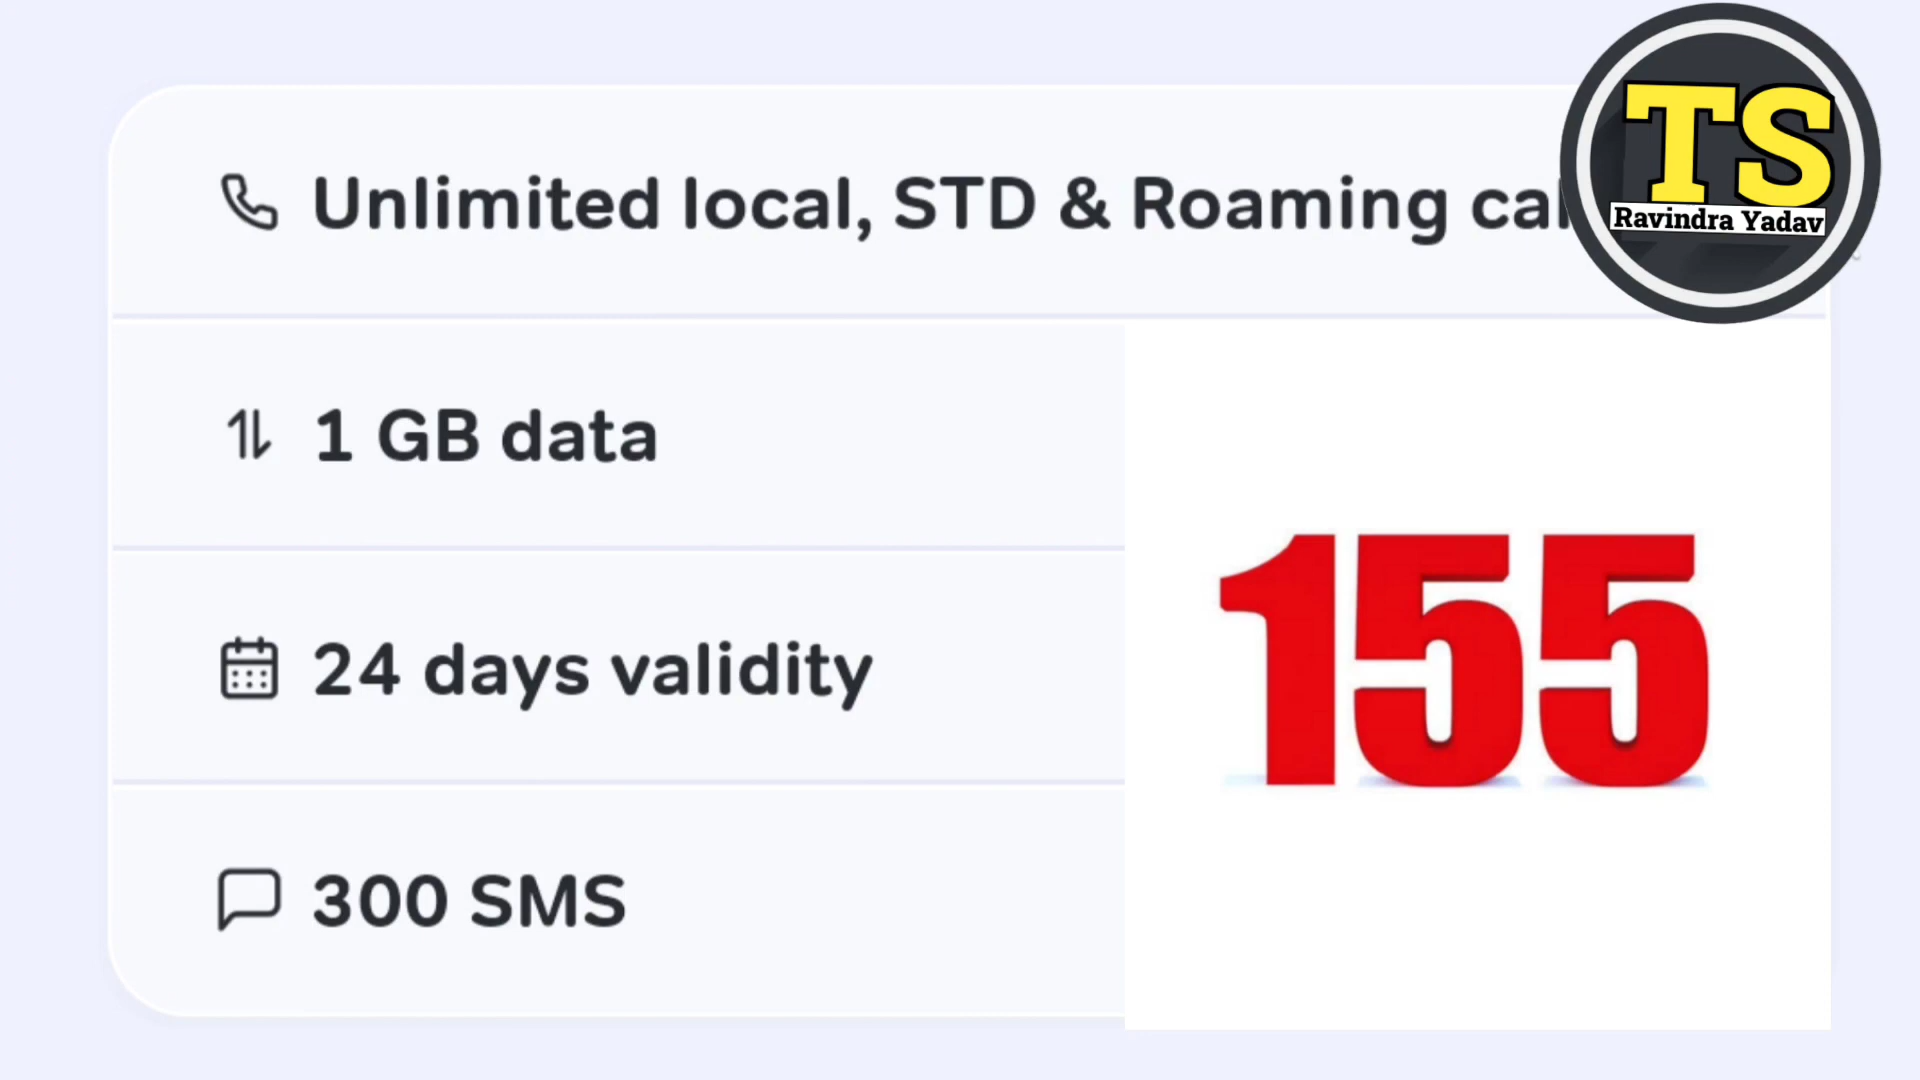 Unlimited local, STD & Roaming cal
TS
Ravindra Yadav
1 GB data
155
24 days validity
300 SMS